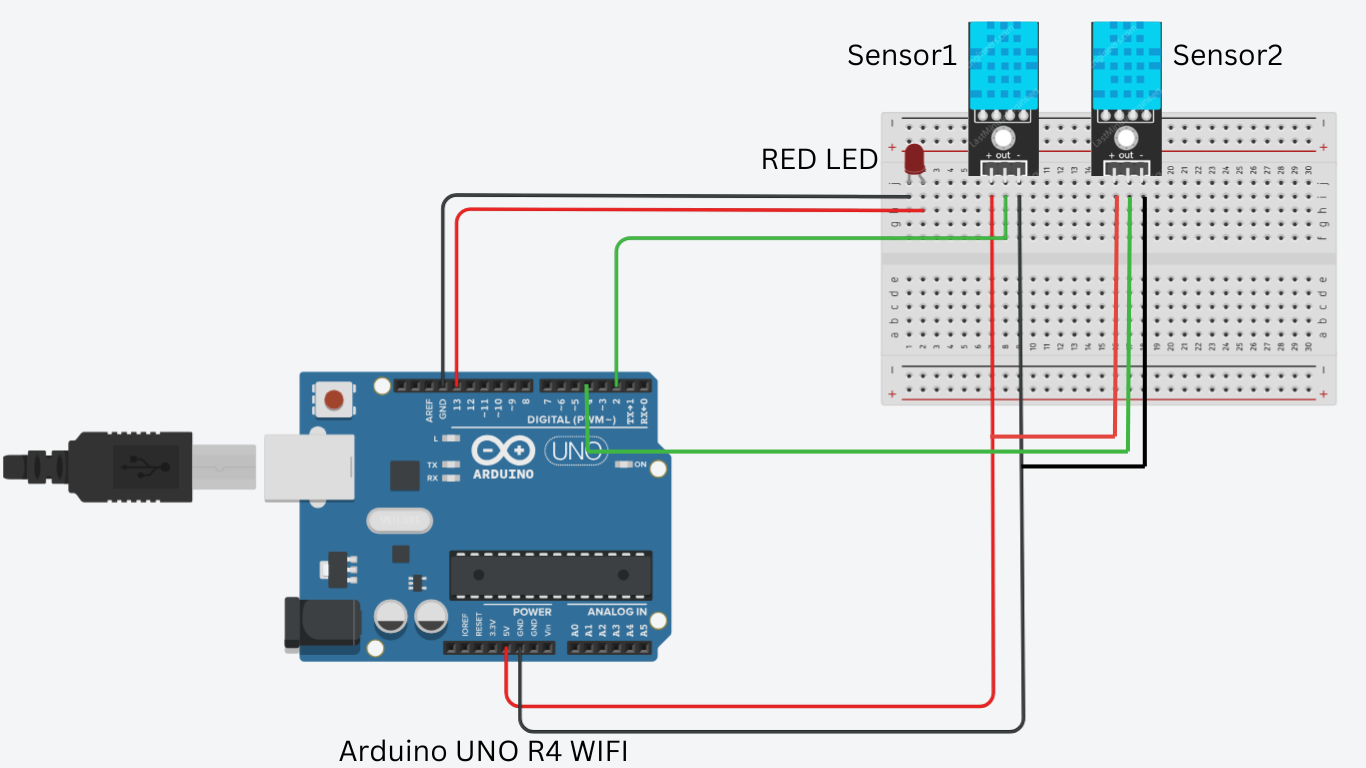 Sensor1
Sensor2
RED LED
+ out -
+ out -
- -
+ +
j j
i i
h h
g g
f f
e e
d d
c c
b b
a a
- -
+ +
AREF
GND
13
12
~11
~10
~9
8
7
~6
~5
4
~3
2
TX→1
RX←0
DIGITAL (PWM~)
L
TX
RX
UNO
ARDUINO
ON
POWER
ANALOG IN
IOREF
RESET
3.3V
5V
GND
GND
Vin
A0
A1
A2
A3
A4
A5
Arduino UNO R4 WIFI